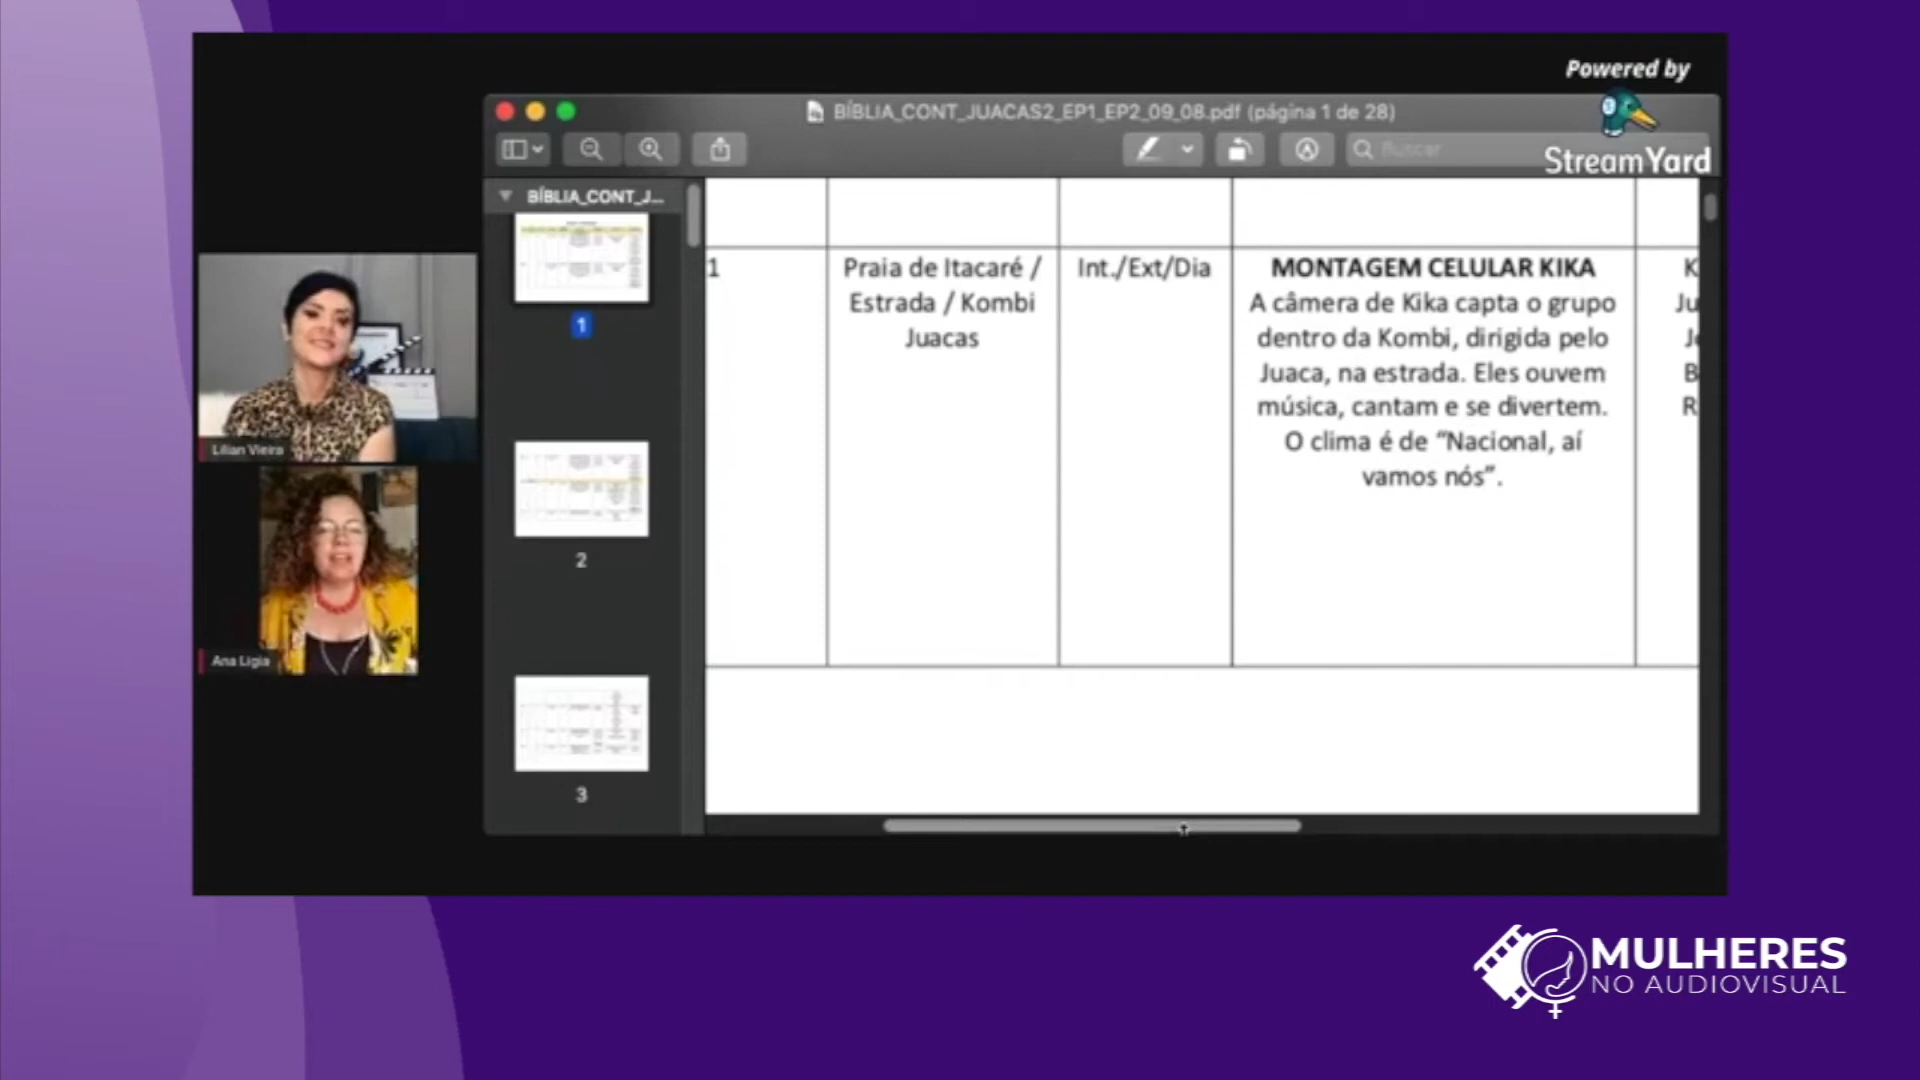 Powered by
StreamYard
BÍBLIA_CONT_JUACAS2_EP1_EP2_09_08.pdf (página 1 de 28)
Buscar
BÍBLIA_CONT_J...
1
2
3
1
Praia de Itacaré /
Estrada / Kombi
Juacas
Int./Ext/Dia
MONTAGEM CELULAR KIKA
A câmera de Kika capta o grupo
dentro da Kombi, dirigida pelo
Juaca, na estrada. Eles ouvem
música, cantam e se divertem.
O clima é de “Nacional, aí
vamos nós”.
K
Ju
B
R
Lilian Vieira
Ana Ligia
MULHERES
NO AUDIOVISUAL